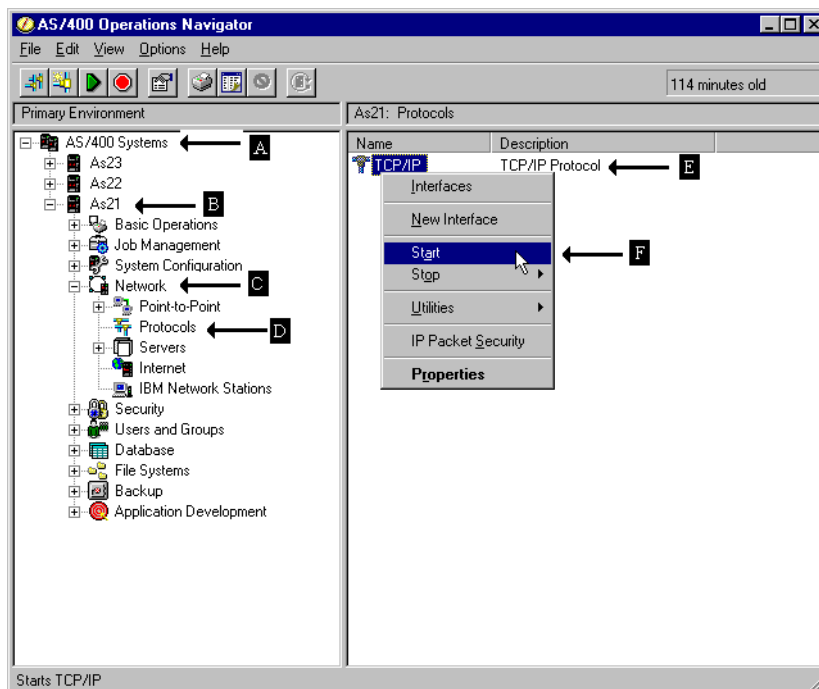 AS/400 Operations Navigator
File Edit View Options Help
114 minutes old
Primary Environment
As21: Protocols
AS/400 Systems
A
As23
As22
As21
B
Basic Operations
Job Management
System Configuration
Network
C
Point-to-Point
Protocols
D
Servers
Internet
IBM Network Stations
Security
Users and Groups
Database
File Systems
Backup
Application Development
Name Description
TCP/IP TCP/IP Protocol
E
Interfaces
New Interface
Start
F
Stop
Utilities
IP Packet Security
Properties
Starts TCP/IP